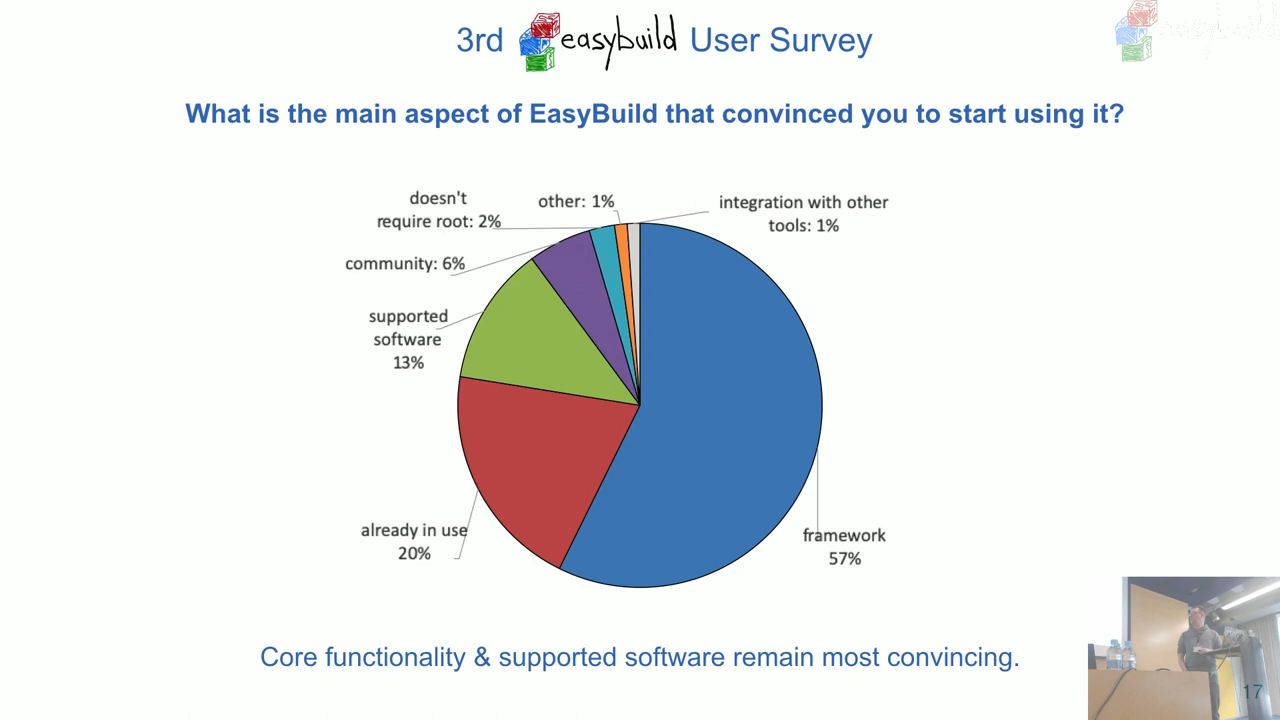 3rd easybuild User Survey
easybuild
What is the main aspect of EasyBuild that convinced you to start using it?
doesn't
require root: 2%
other: 1%
integration with other
tools: 1%
community: 6%
supported
software
13%
already in use
20%
framework
57%
Core functionality & supported software remain most convincing.
17